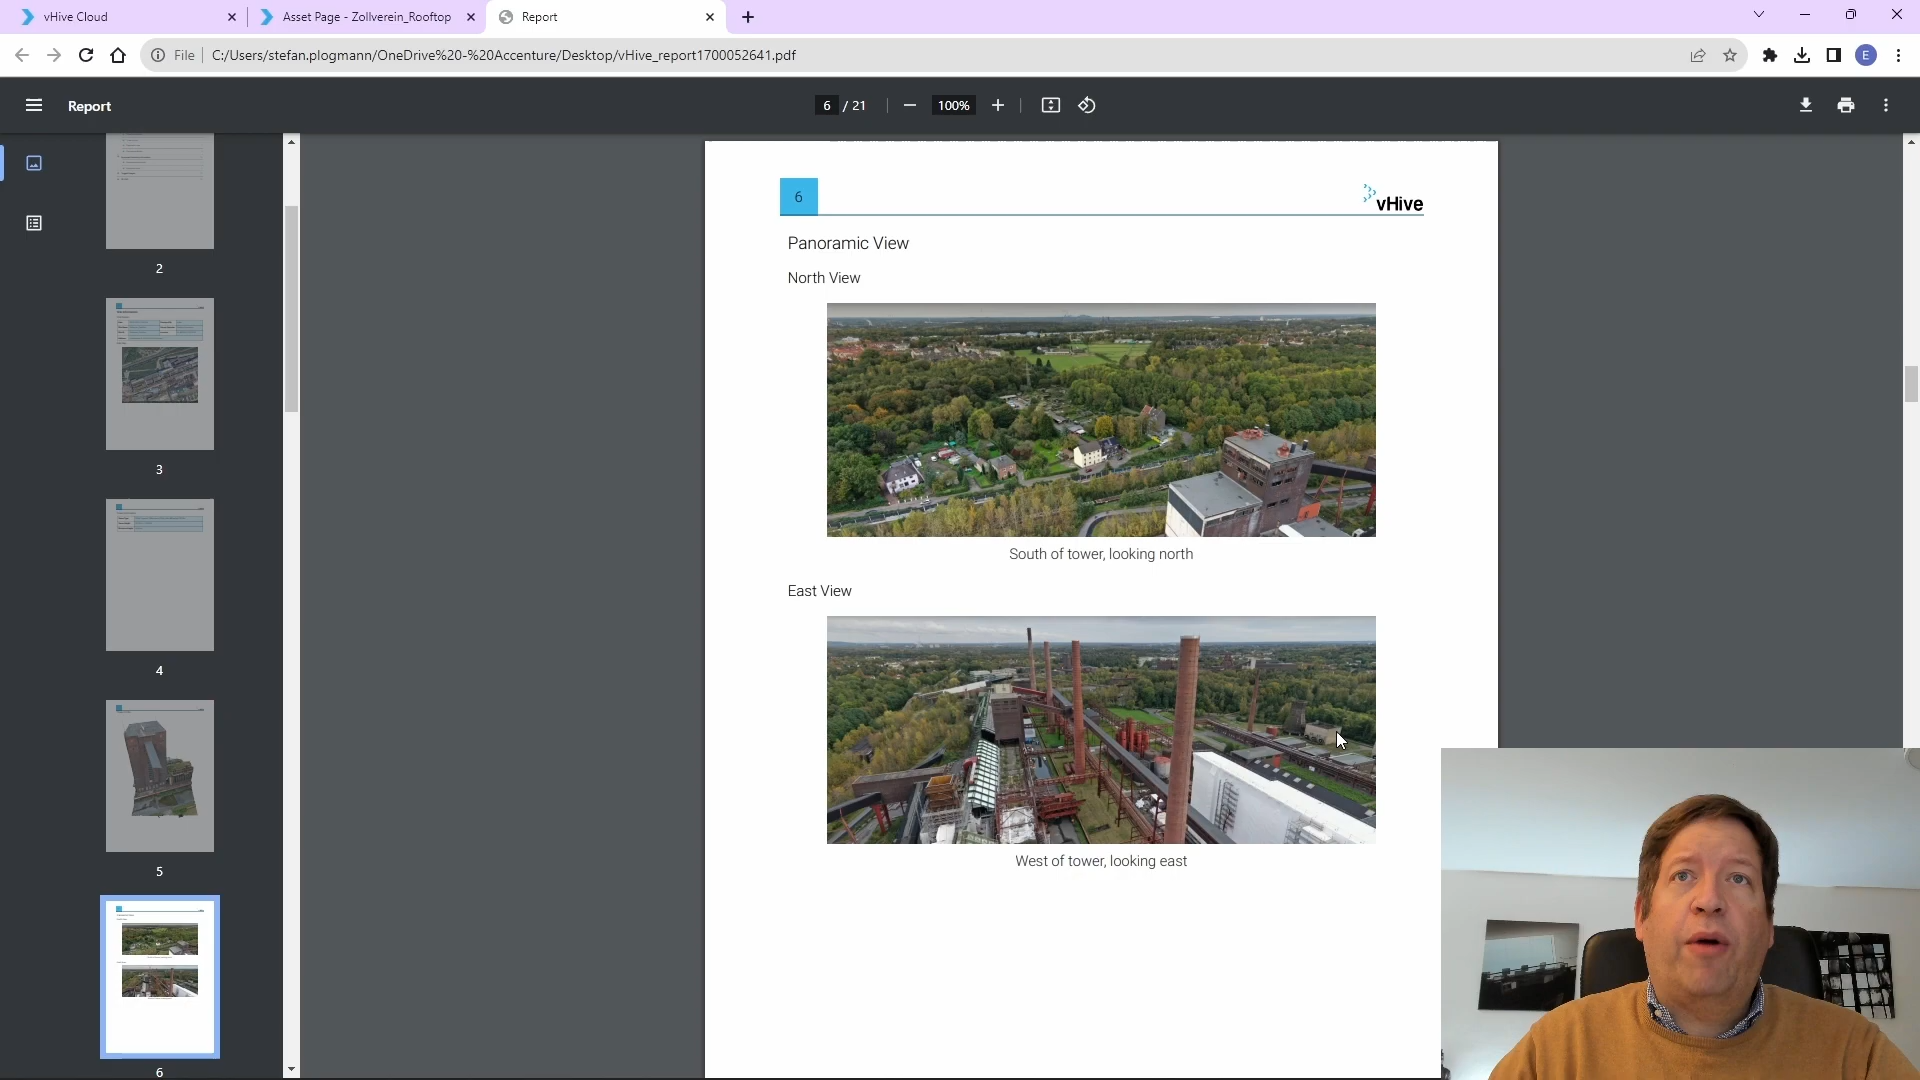 vHive Cloud
Asset Page - Zollverein_Rooftop
Report
File
C:/Users/stefan.plogmann/OneDrive%20-%20Accenture/Desktop/vHive_report1700052641.pdf
E
Report
6 / 21
100%
2
3
4
5
6
6
vHive
Panoramic View
North View
South of tower, looking north
East View
West of tower, looking east